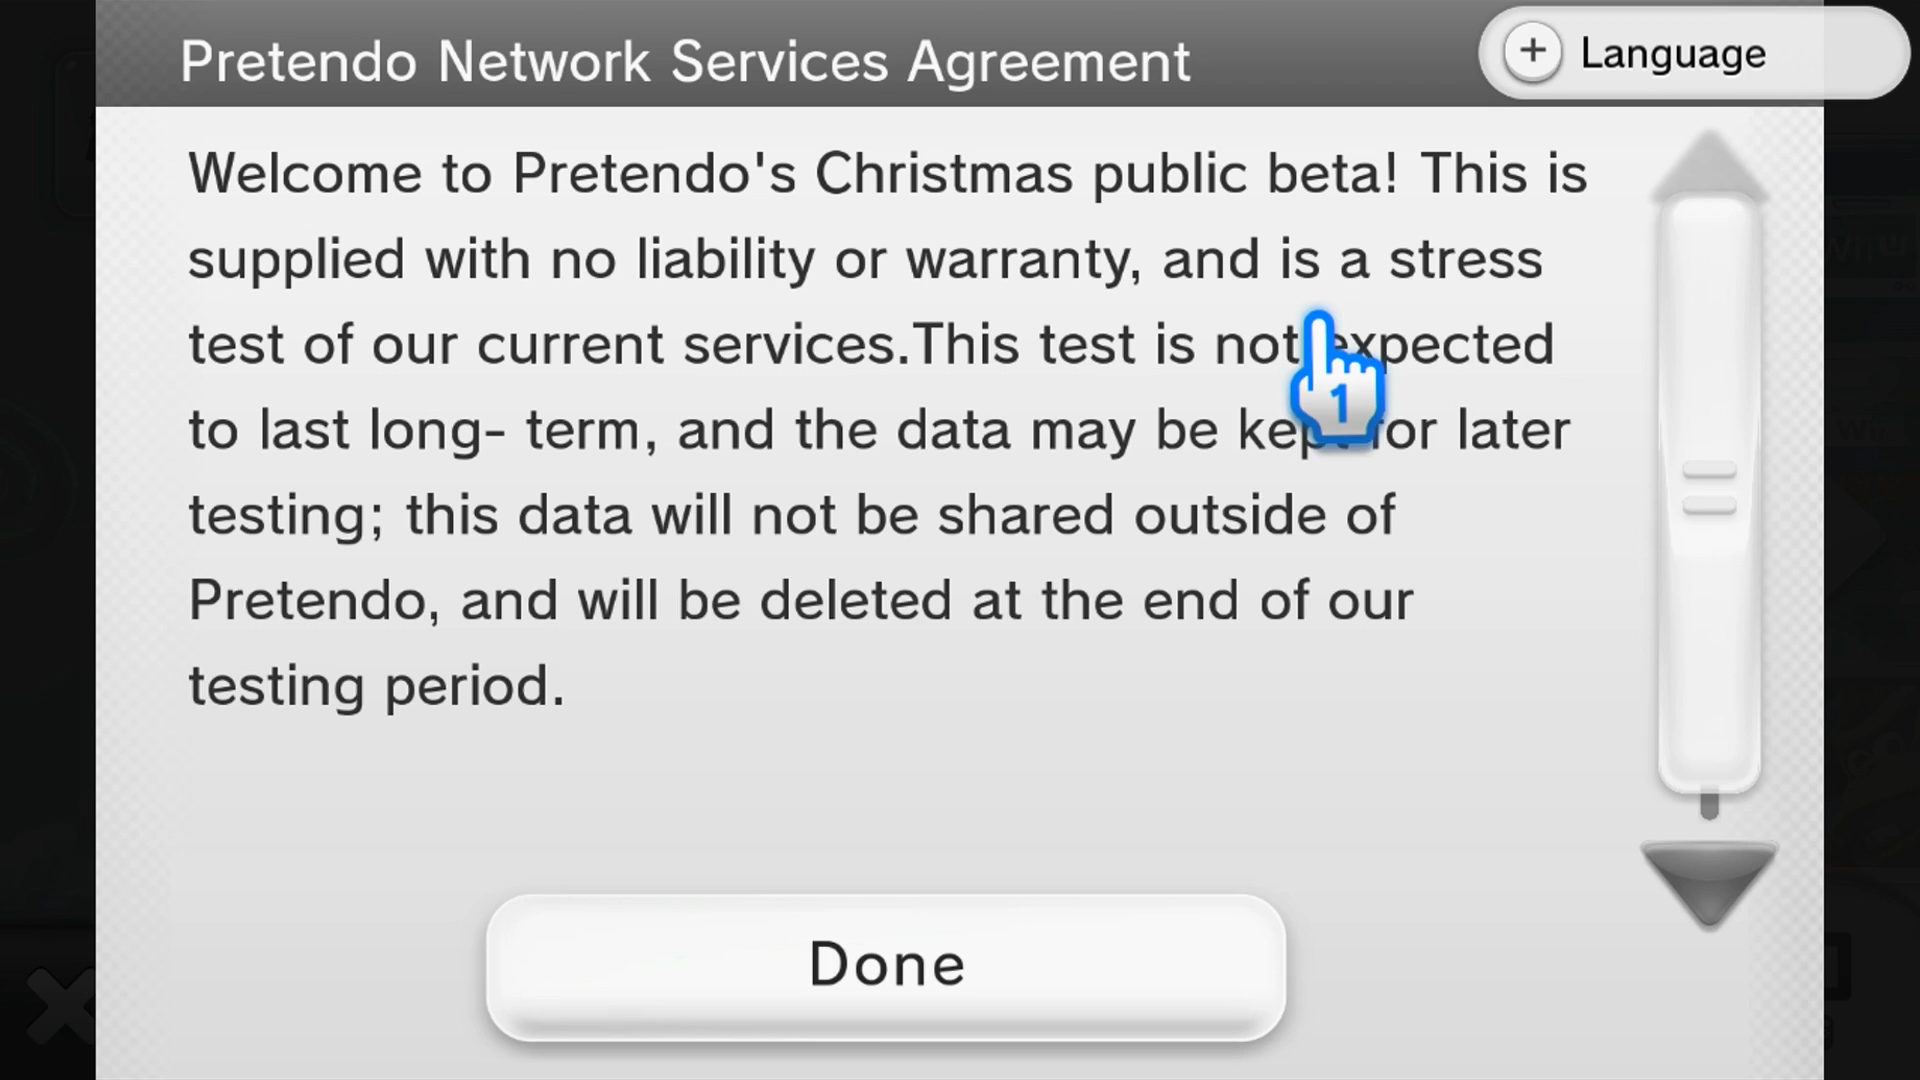 Pretendo Network Services Agreement
+ Language
Welcome to Pretendo's Christmas public beta! This is
supplied with no liability or warranty, and is a stress
test of our current services.This test is not expected
to last long- term, and the data may be kept for later
testing; this data will not be shared outside of
Pretendo, and will be deleted at the end of our
testing period.
1
Done